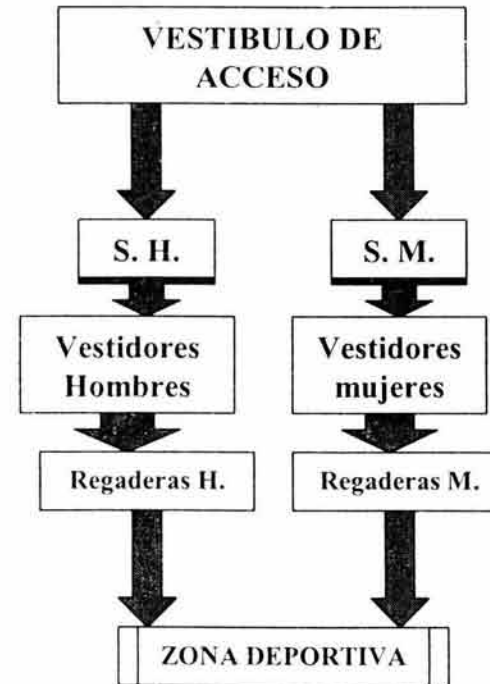 VESTIBULO DE
ACCESO
S. H.
S. M.
Vestidores
Hombres
Vestidores
mujeres
Regaderas H.
Regaderas M.
ZONA DEPORTIVA